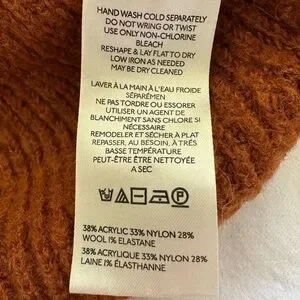 HAND WASH COLD SEPARATELY
DO NOT WRING OR TWIST
USE ONLY NON-CHLORINE
BLEACH
RESHAPE & LAY FLAT TO DRY
LOW IRON AS NEEDED
MAY BE DRY CLEANED
LAVER À LA MAIN À L'EAU FROIDE
SÉPARÉMEN
NE PAS TORDRE OU ESSORER
UTILISER UN AGENT DE
BLANCHIMENT SANS CHLORE SI
NÉCESSAIRE
REMODELER ET SÉCHER À PLAT
REPASSER, AU BESOIN, À TRÈS
BASSE TEMPÉRATURE
PEUT-ÊTRE ÊTRE NETTOYÉE
A SEC
P
38% ACRYLIC 33% NYLON 28%
WOOL 1% ELASTANE
38% ACRYLIQUE 33% NYLON 28%
LAINE 1% ÉLASTHANNE